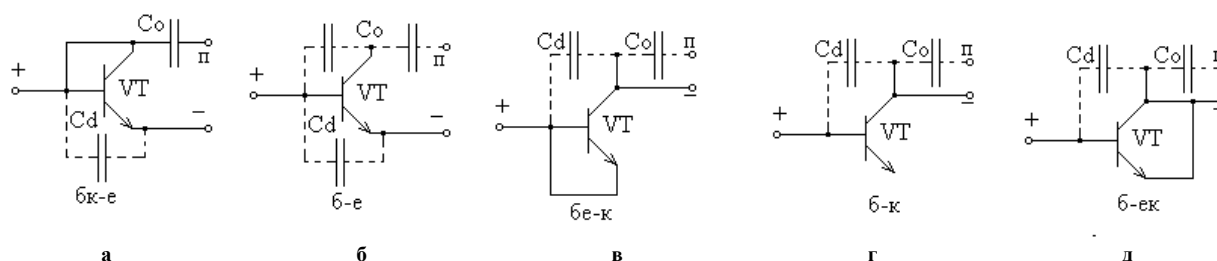 Co
п
+
VT
–
Cd
бк-е
а
Co
п
+
VT
–
Cd
б-е
б
Cd
Co
п
–
+
VT
бе-к
в
Cd
Co
п
–
+
VT
б-к
г
Cd
Co
+
VT
б-ек
д